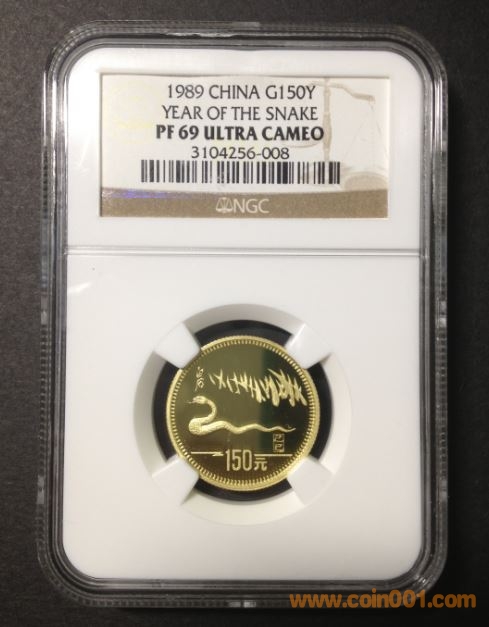 1989 CHINA G150Y
YEAR OF THE SNAKE
PF 69 ULTRA CAMEO
3104256-008
NGC
150元
www.coin001.com